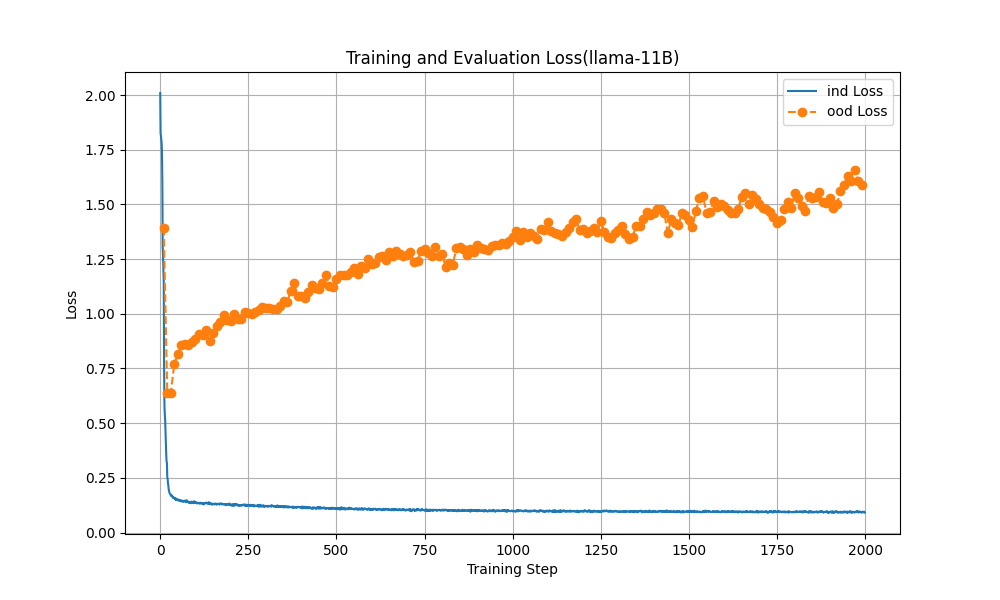 Training and Evaluation Loss(llama-11B)
ind Loss
ood Loss
Loss
2.00
1.75
1.50
1.25
1.00
0.75
0.50
0.25
0.00
0 250 500 750 1000 1250 1500 1750 2000
Training Step